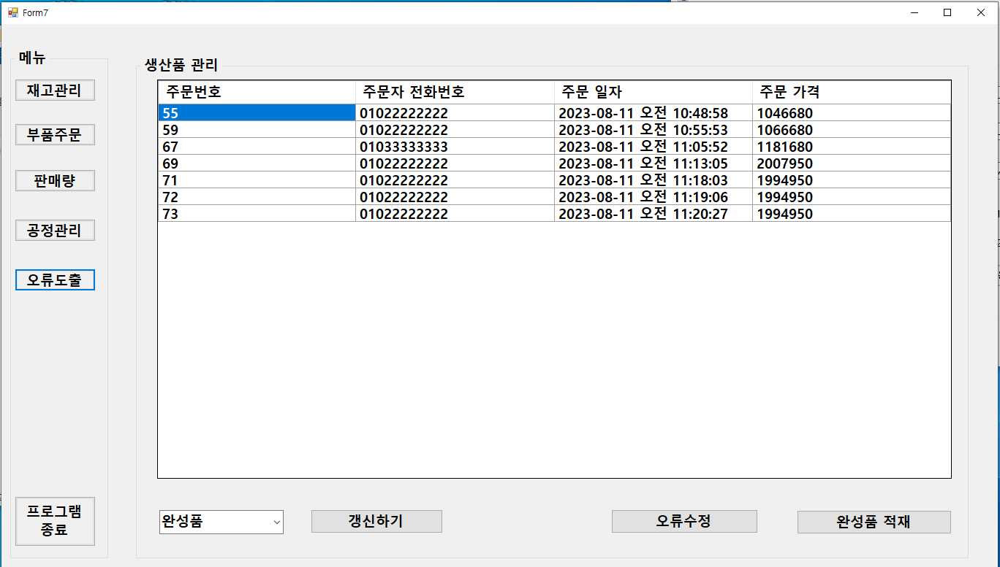 Form7
메뉴
재고관리
부품주문
판매량
공정관리
오류도출
프로그램
종료
생산품 관리
주문번호 주문자 전화번호 주문 일자 주문 가격
55 01022222222 2023-08-11 오전 10:48:58 1046680
59 01022222222 2023-08-11 오전 10:55:53 1066680
67 01033333333 2023-08-11 오전 11:05:52 1181680
69 01022222222 2023-08-11 오전 11:13:05 2007950
71 01022222222 2023-08-11 오전 11:18:03 1994950
72 01022222222 2023-08-11 오전 11:19:06 1994950
73 01022222222 2023-08-11 오전 11:20:27 1994950
완성품 갱신하기 오류수정 완성품 적재